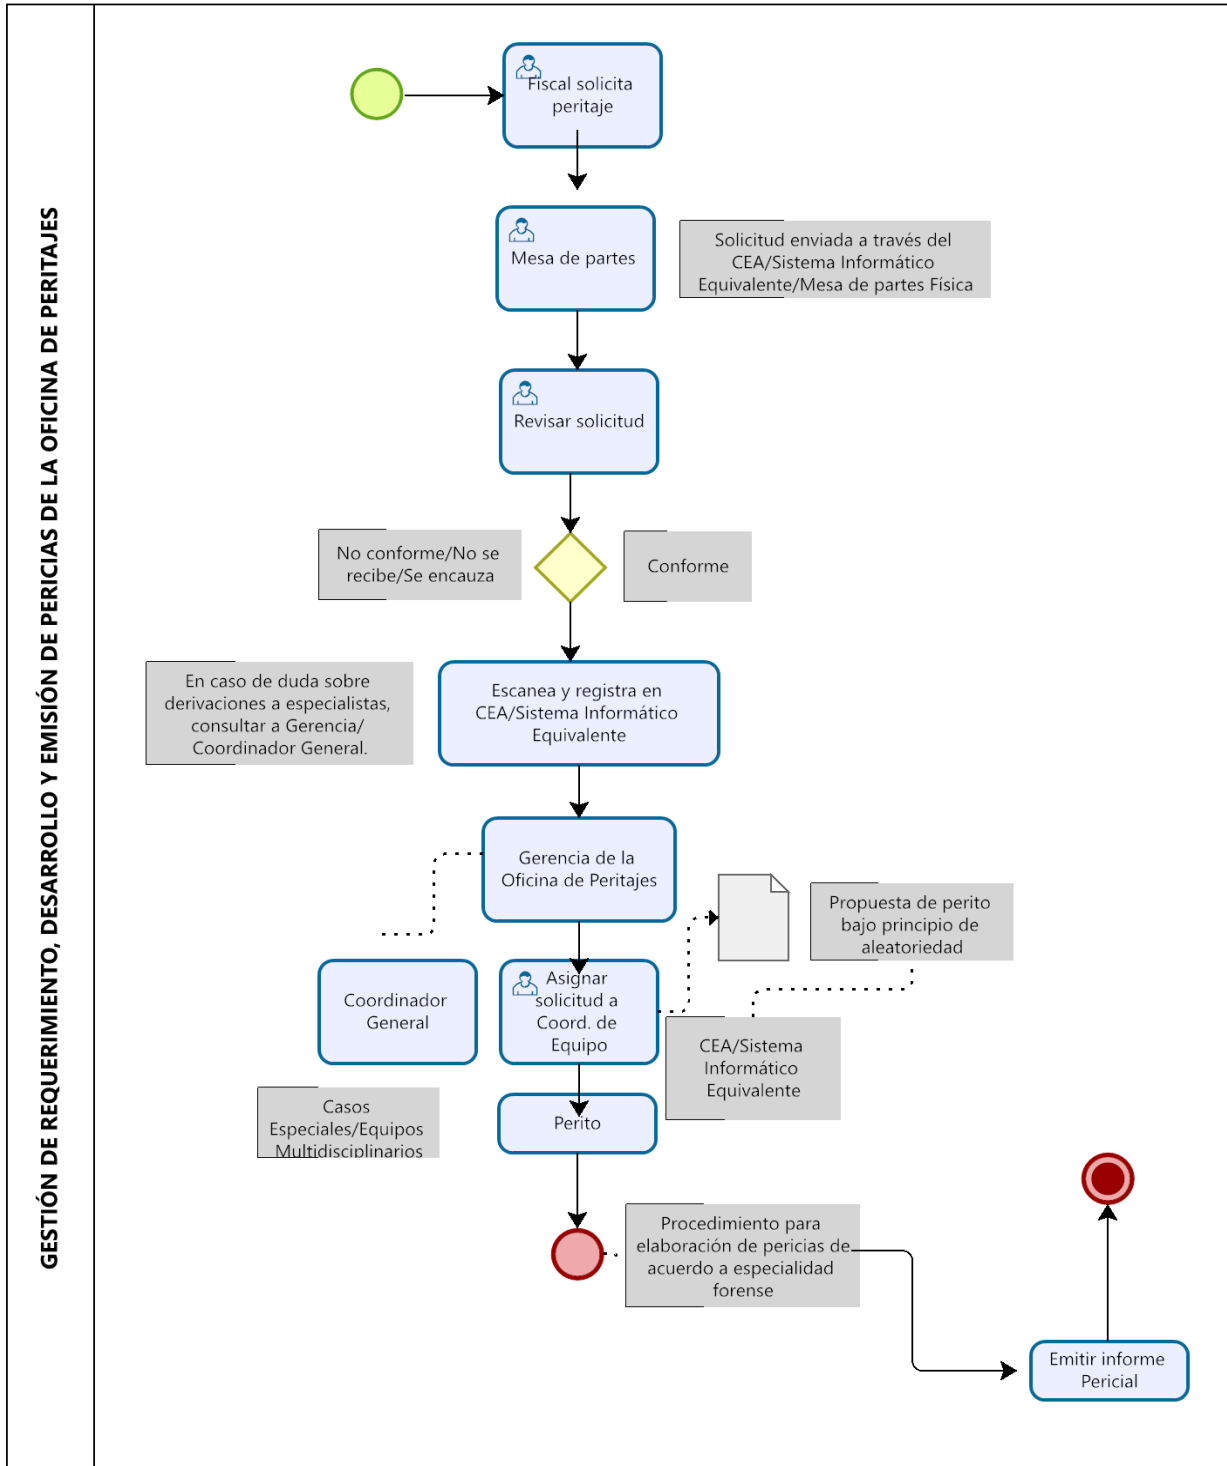 GESTIÓN DE REQUERIMIENTO, DESARROLLO Y EMISIÓN DE PERICIAS DE LA OFICINA DE PERITAJES
Fiscal solicita
peritaje
Mesa de partes
Solicitud enviada a través del
CEA/Sistema Informático
Equivalente/Mesa de partes Física
Revisar solicitud
No conforme/No se
recibe/Se encauza
Conforme
En caso de duda sobre
derivaciones a especialistas,
consultar a Gerencia/
Coordinador General.
Escanea y registra en
CEA/Sistema Informático
Equivalente
Gerencia de la
Oficina de Peritajes
Propuesta de perito
bajo principio de
aleatoriedad
Coordinador
General
Asignar
solicitud a
Coord. de
Equipo
CEA/Sistema
Informático
Equivalente
Casos
Especiales/Equipos
Multidisciplinarios
Perito
Procedimiento para
elaboración de pericias de
acuerdo a especialidad
forense
Emitir informe
Pericial